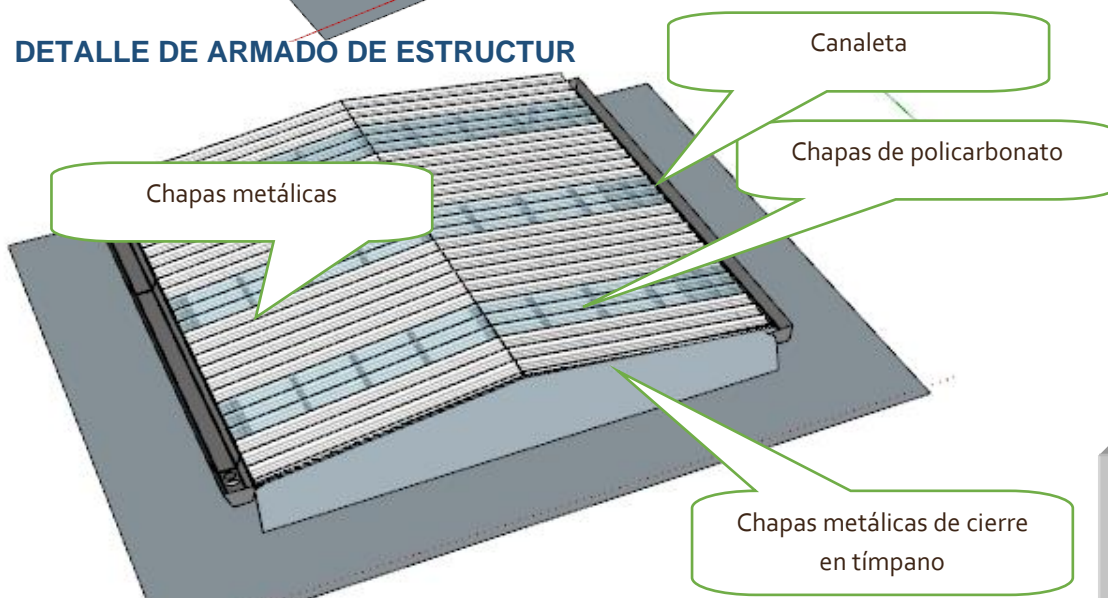 DETALLE DE ARMADO DE ESTRUCTUR
Canaleta
Chapas de policarbonato
Chapas metálicas
Chapas metálicas de cierre
en tímpano